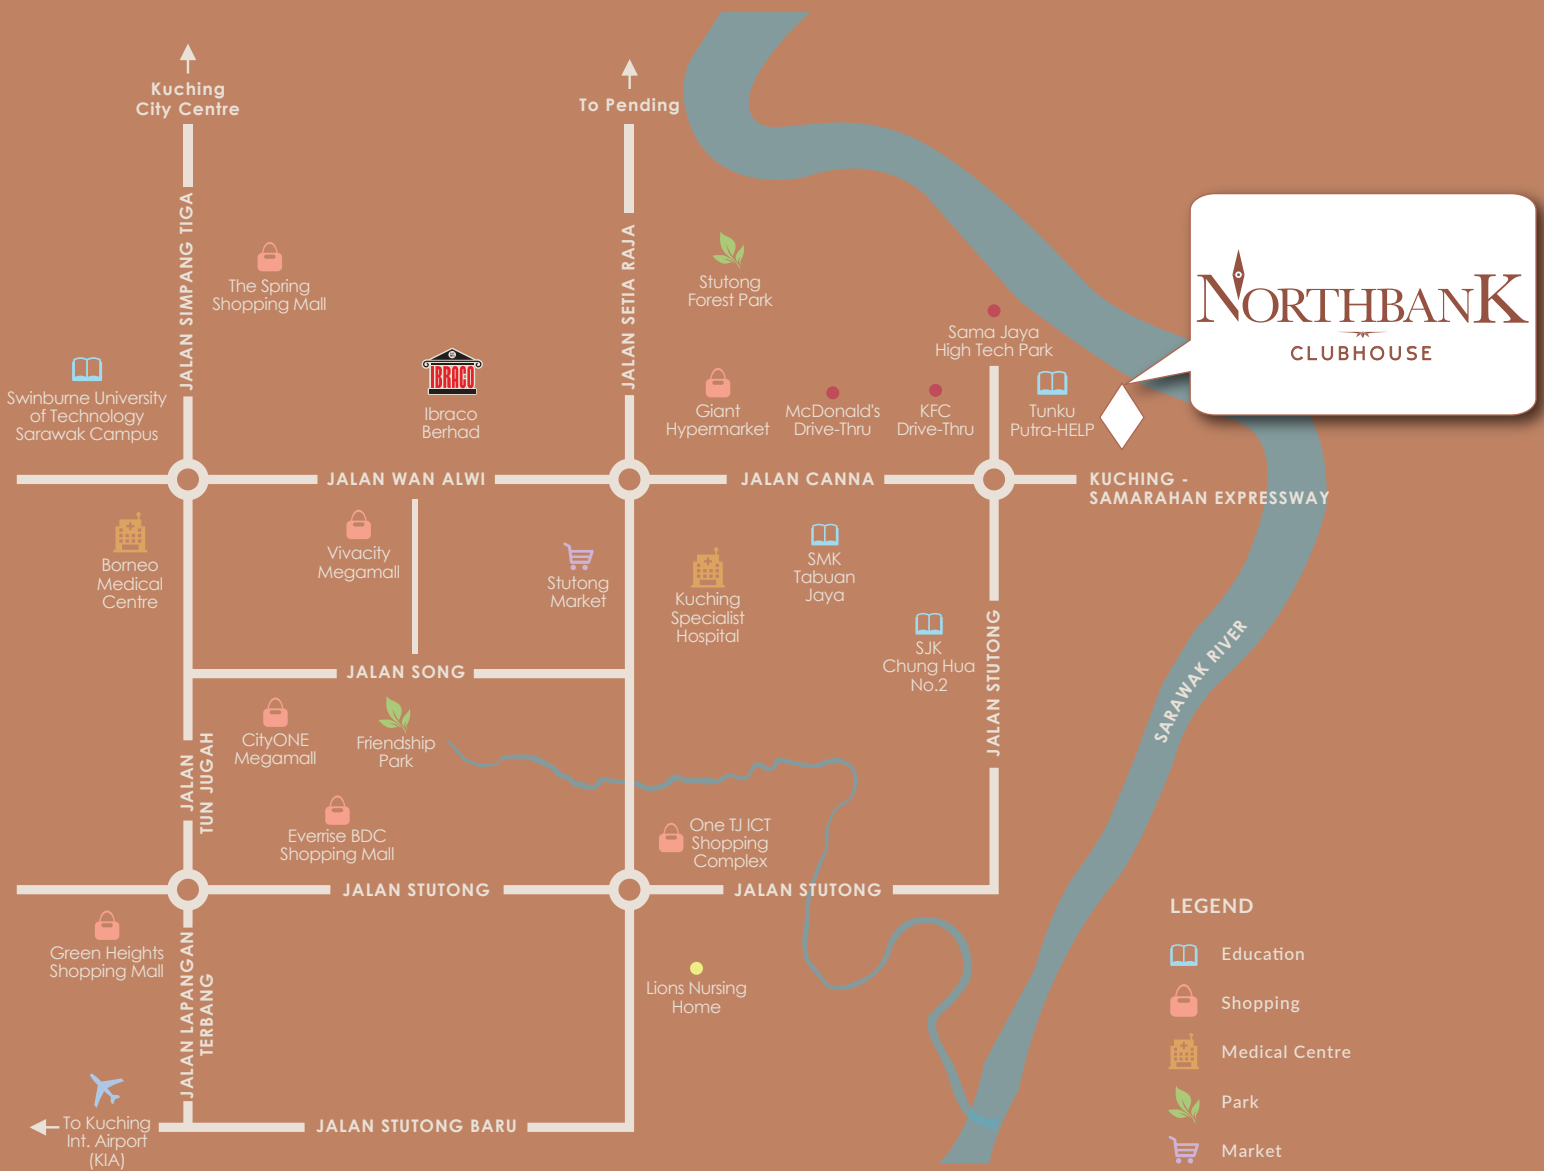 Kuching
City Centre
To Pending
JALAN SIMPANG TIGA
JALAN SETIA RAJA
The Spring
Shopping Mall
Stutong
Forest Park
NORTHBANK
CLUBHOUSE
Sama Jaya
High Tech Park
Swinburne University
of Technology
Sarawak Campus
IBRACO
Ibraco
Berhad
Giant
Hypermarket
McDonald's
Drive-Thru
KFC
Drive-Thru
Tunku
Putra-HELP
JALAN WAN ALWI
JALAN CANNA
KUCHING -
SAMARAHAN EXPRESSWAY
Borneo
Medical
Centre
Vivacity
Megamall
Stutong
Market
Kuching
Specialist
Hospital
SMK
Tabuan
Jaya
SJK
Chung Hua
No.2
JALAN STUTONG
SARAWAK RIVER
JALAN SONG
CityONE
Megamall
Friendship
Park
JALAN
TUN JUGAH
Everrise BDC
Shopping Mall
One TJ ICT
Shopping
Complex
JALAN STUTONG
JALAN STUTONG
Green Heights
Shopping Mall
JALAN LAPANGAN
TERBANG
Lions Nursing
Home
To Kuching
Int. Airport
(KIA)
JALAN STUTONG BARU
LEGEND
Education
Shopping
Medical Centre
Park
Market